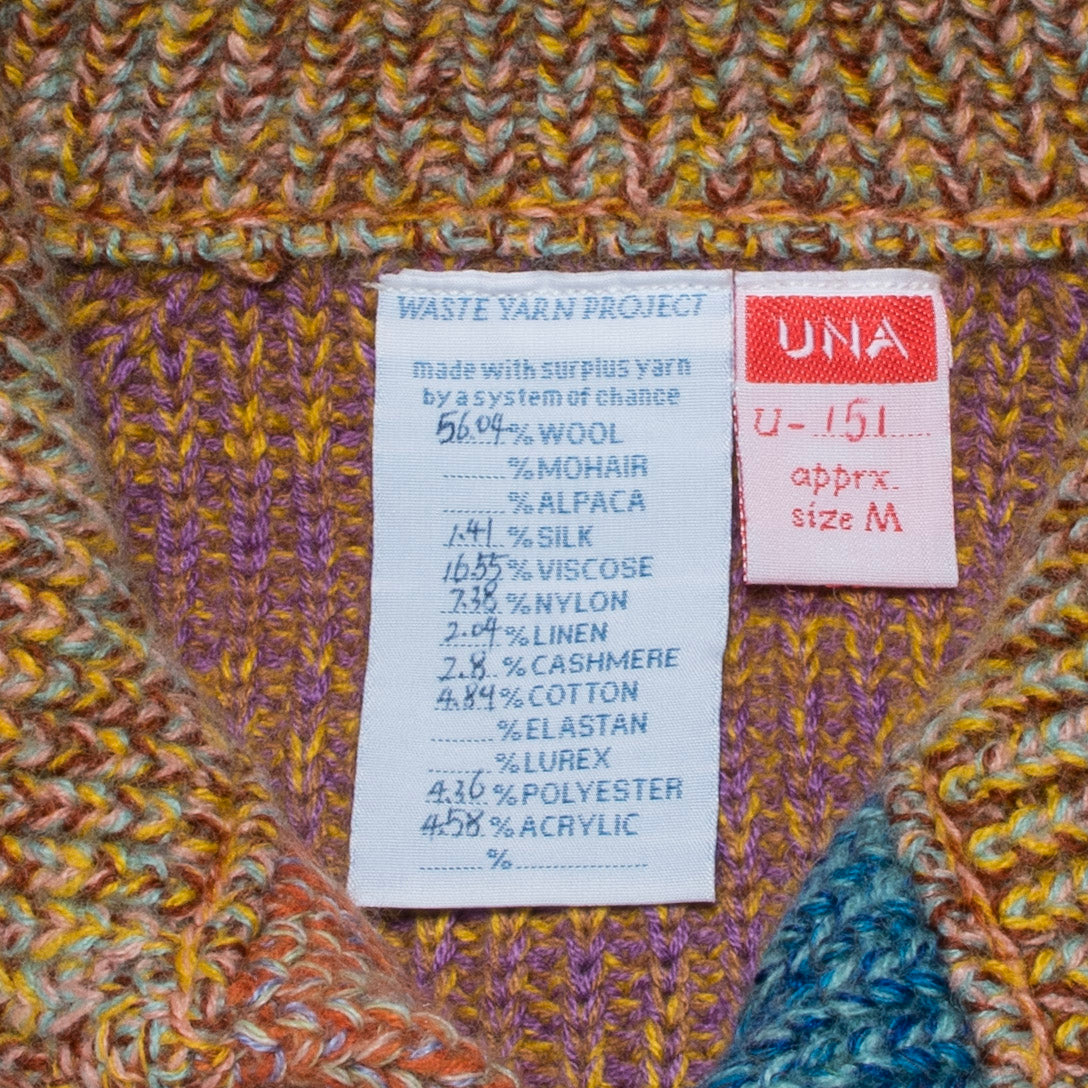 WASTE YARN PROJECT
made with surplus yarn
by a system of chance
56.04% WOOL
% MOHAIR
% ALPACA
1.41 % SILK
16.55 % VISCOSE
7.38 % NYLON
2.04 % LINEN
2.8 % CASHMERE
4.84 % COTTON
% ELASTAN
% LUREX
4.36 % POLYESTER
4.58 % ACRYLIC
%
UNA
U-151
apprx.
size M